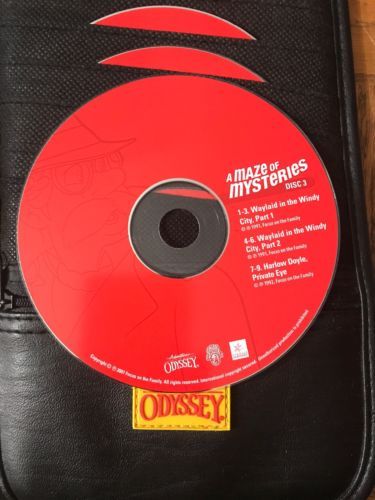 A MAZE OF
MYSTERIES
DISC 3
1-3. Waylaid in the Windy
City, Part 1
© ℗ 1991, Focus on the Family
4-6. Waylaid in the Windy
City, Part 2
© ℗ 1991, Focus on the Family
7-9. Harlow Doyle,
Private Eye
© ℗ 1992, Focus on the Family
Adventures
ODYSSEY
Copyright © ℗ 2007 Focus on the Family. All rights reserved. International copyright secured. Unauthorized duplication is prohibited.
ODYSSEY